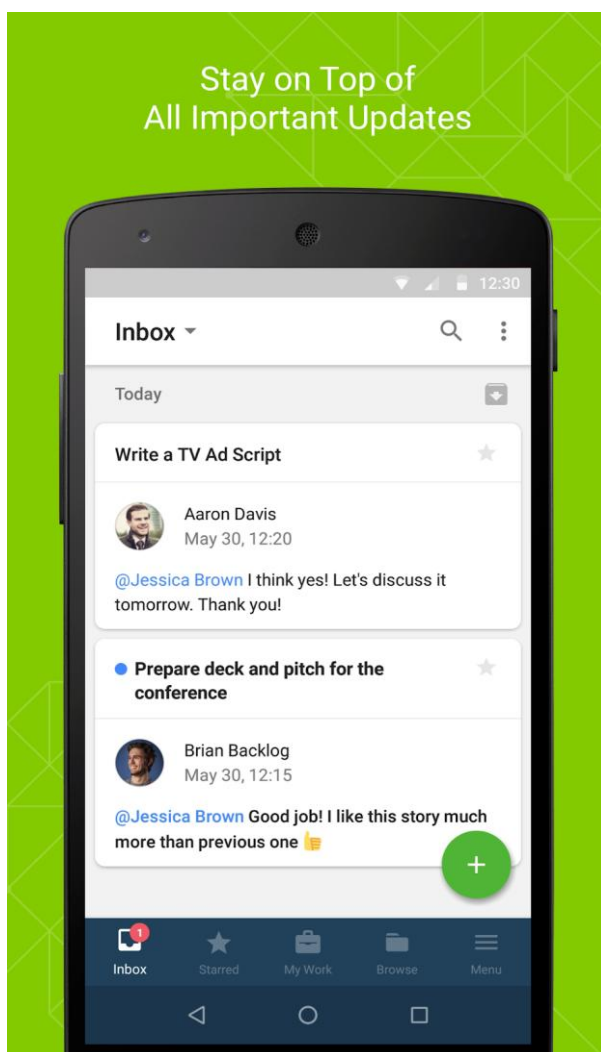 Stay on Top of
All Important Updates
12:30
Inbox
Today
Write a TV Ad Script
Aaron Davis
May 30, 12:20
@Jessica Brown I think yes! Let's discuss it
tomorrow. Thank you!
Prepare deck and pitch for the
conference
Brian Backlog
May 30, 12:15
@Jessica Brown Good job! I like this story much
more than previous one 👍
+
1
Inbox Starred My Work Browse Menu